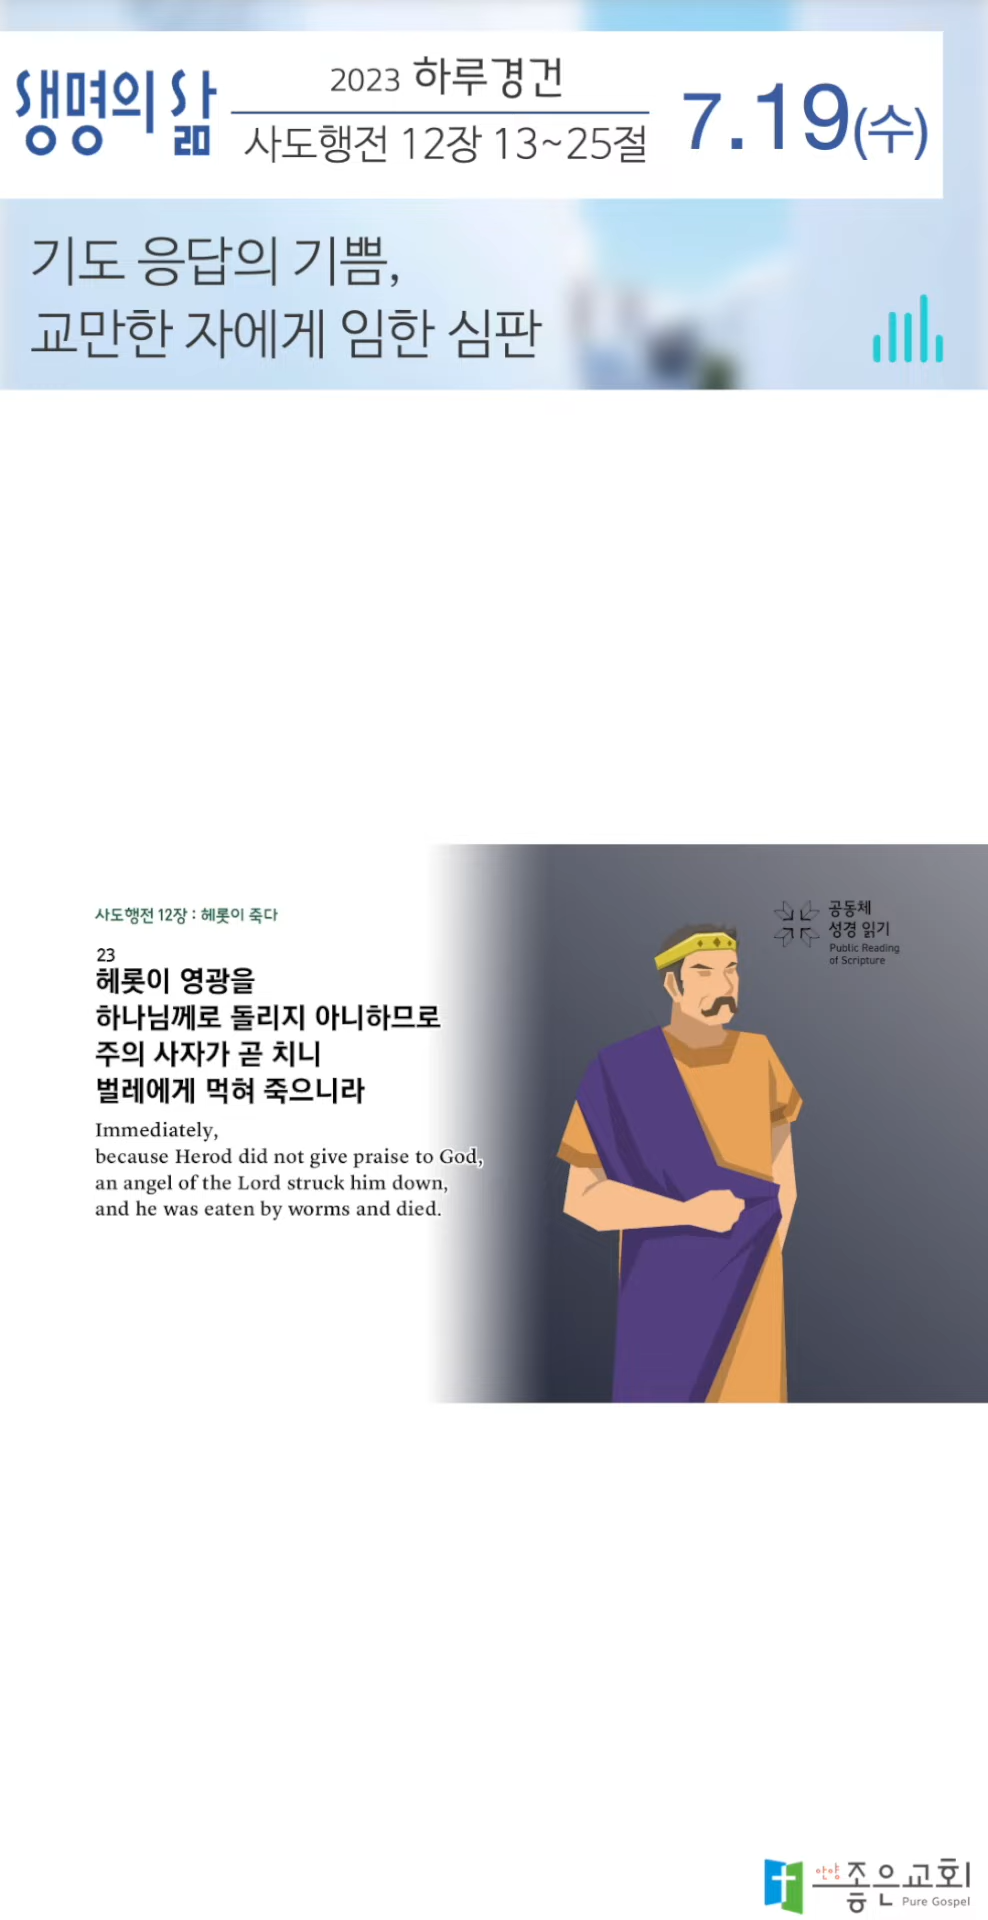 생명의 삶
2023 하루경건
사도행전 12장 13~25절
7.19(수)
기도 응답의 기쁨,
교만한 자에게 임한 심판
사도행전 12장 : 헤롯이 죽다
공동체
성경 읽기
Public Reading
of Scripture
23
헤롯이 영광을
하나님께로 돌리지 아니하므로
주의 사자가 곧 치니
벌레에게 먹혀 죽으니라
Immediately,
because Herod did not give praise to God,
an angel of the Lord struck him down,
and he was eaten by worms and died.
안양 좋은교회
Pure Gospel